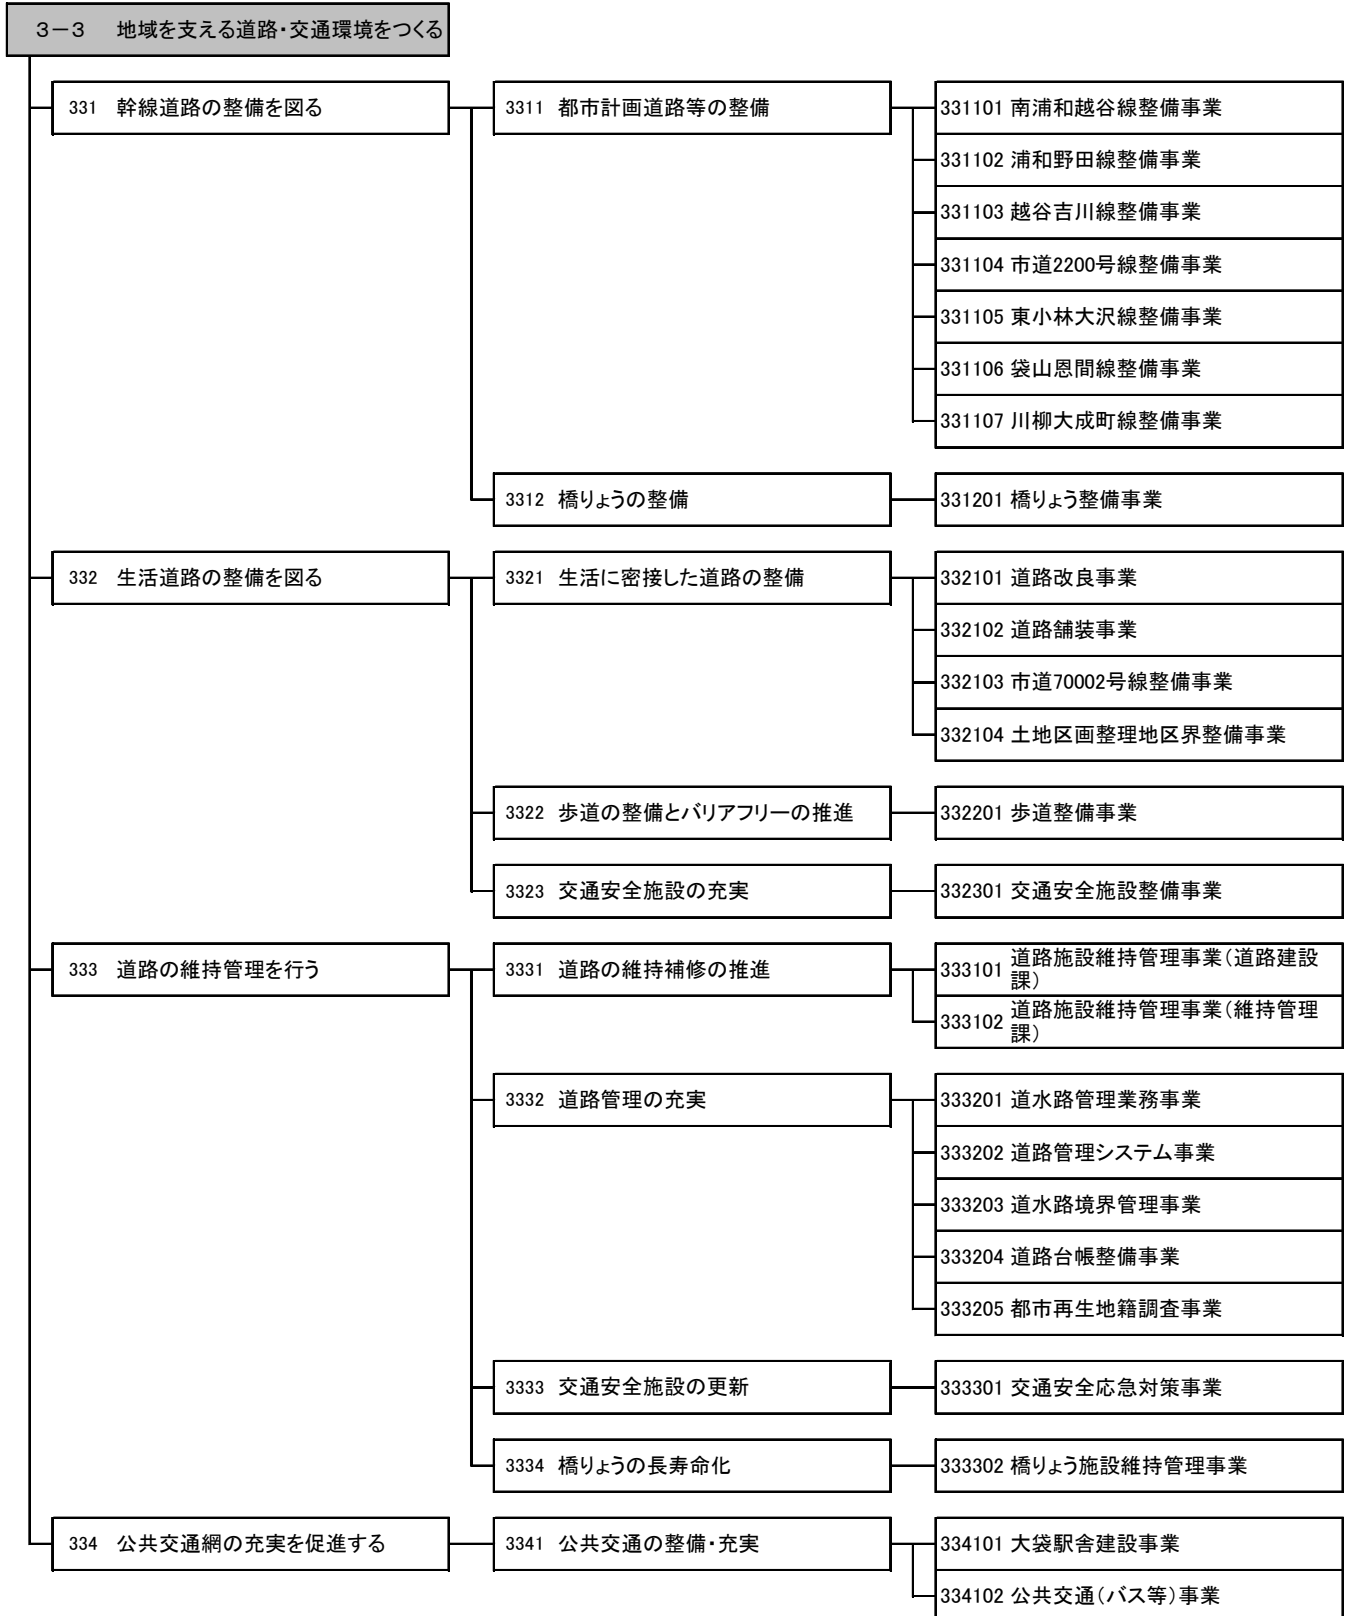 3－3　地域を支える道路・交通環境をつくる
331 幹線道路の整備を図る
3311 都市計画道路等の整備
331101 南浦和越谷線整備事業
331102 浦和野田線整備事業
331103 越谷吉川線整備事業
331104 市道2200号線整備事業
331105 東小林大沢線整備事業
331106 袋山恩間線整備事業
331107 川柳大成町線整備事業
3312 橋りょうの整備
331201 橋りょう整備事業
332 生活道路の整備を図る
3321 生活に密接した道路の整備
332101 道路改良事業
332102 道路舗装事業
332103 市道70002号線整備事業
332104 土地区画整理地区界整備事業
3322 歩道の整備とバリアフリーの推進
332201 歩道整備事業
3323 交通安全施設の充実
332301 交通安全施設整備事業
333 道路の維持管理を行う
3331 道路の維持補修の推進
333101 道路施設維持管理事業（道路建設
課）
333102 道路施設維持管理事業（維持管理
課）
3332 道路管理の充実
333201 道水路管理業務事業
333202 道路管理システム事業
333203 道水路境界管理事業
333204 道路台帳整備事業
333205 都市再生地籍調査事業
3333 交通安全施設の更新
333301 交通安全応急対策事業
3334 橋りょうの長寿命化
333302 橋りょう施設維持管理事業
334 公共交通網の充実を促進する
3341 公共交通の整備・充実
334101 大袋駅舎建設事業
334102 公共交通（バス等）事業